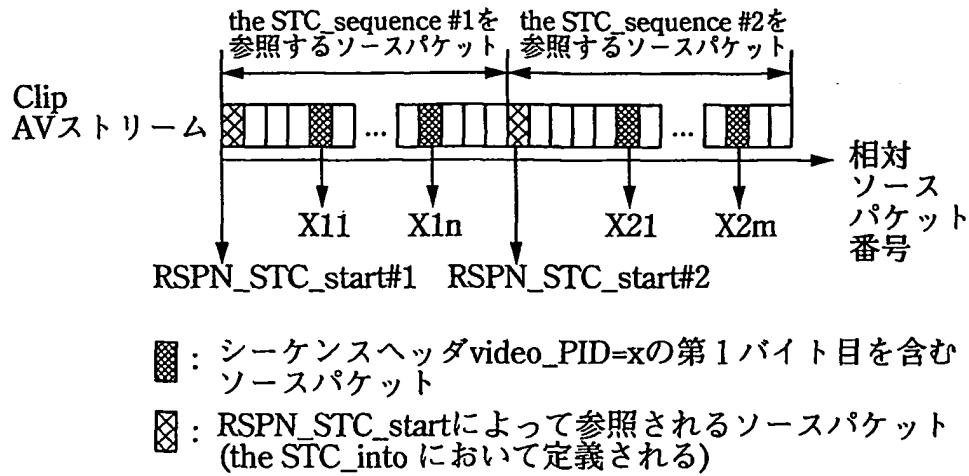 the STC_sequence #1を
参照するソースパケット
the STC_sequence #2を
参照するソースパケット
Clip
AVストリーム
...
...
相対
ソース
パケット
番号
X11
X1n
X21
X2m
RSPN_STC_start#1
RSPN_STC_start#2
: シーケンスヘッダvideo_PID=xの第1バイト目を含む
ソースパケット
: RSPN_STC_startによって参照されるソースパケット
(the STC_into において定義される)